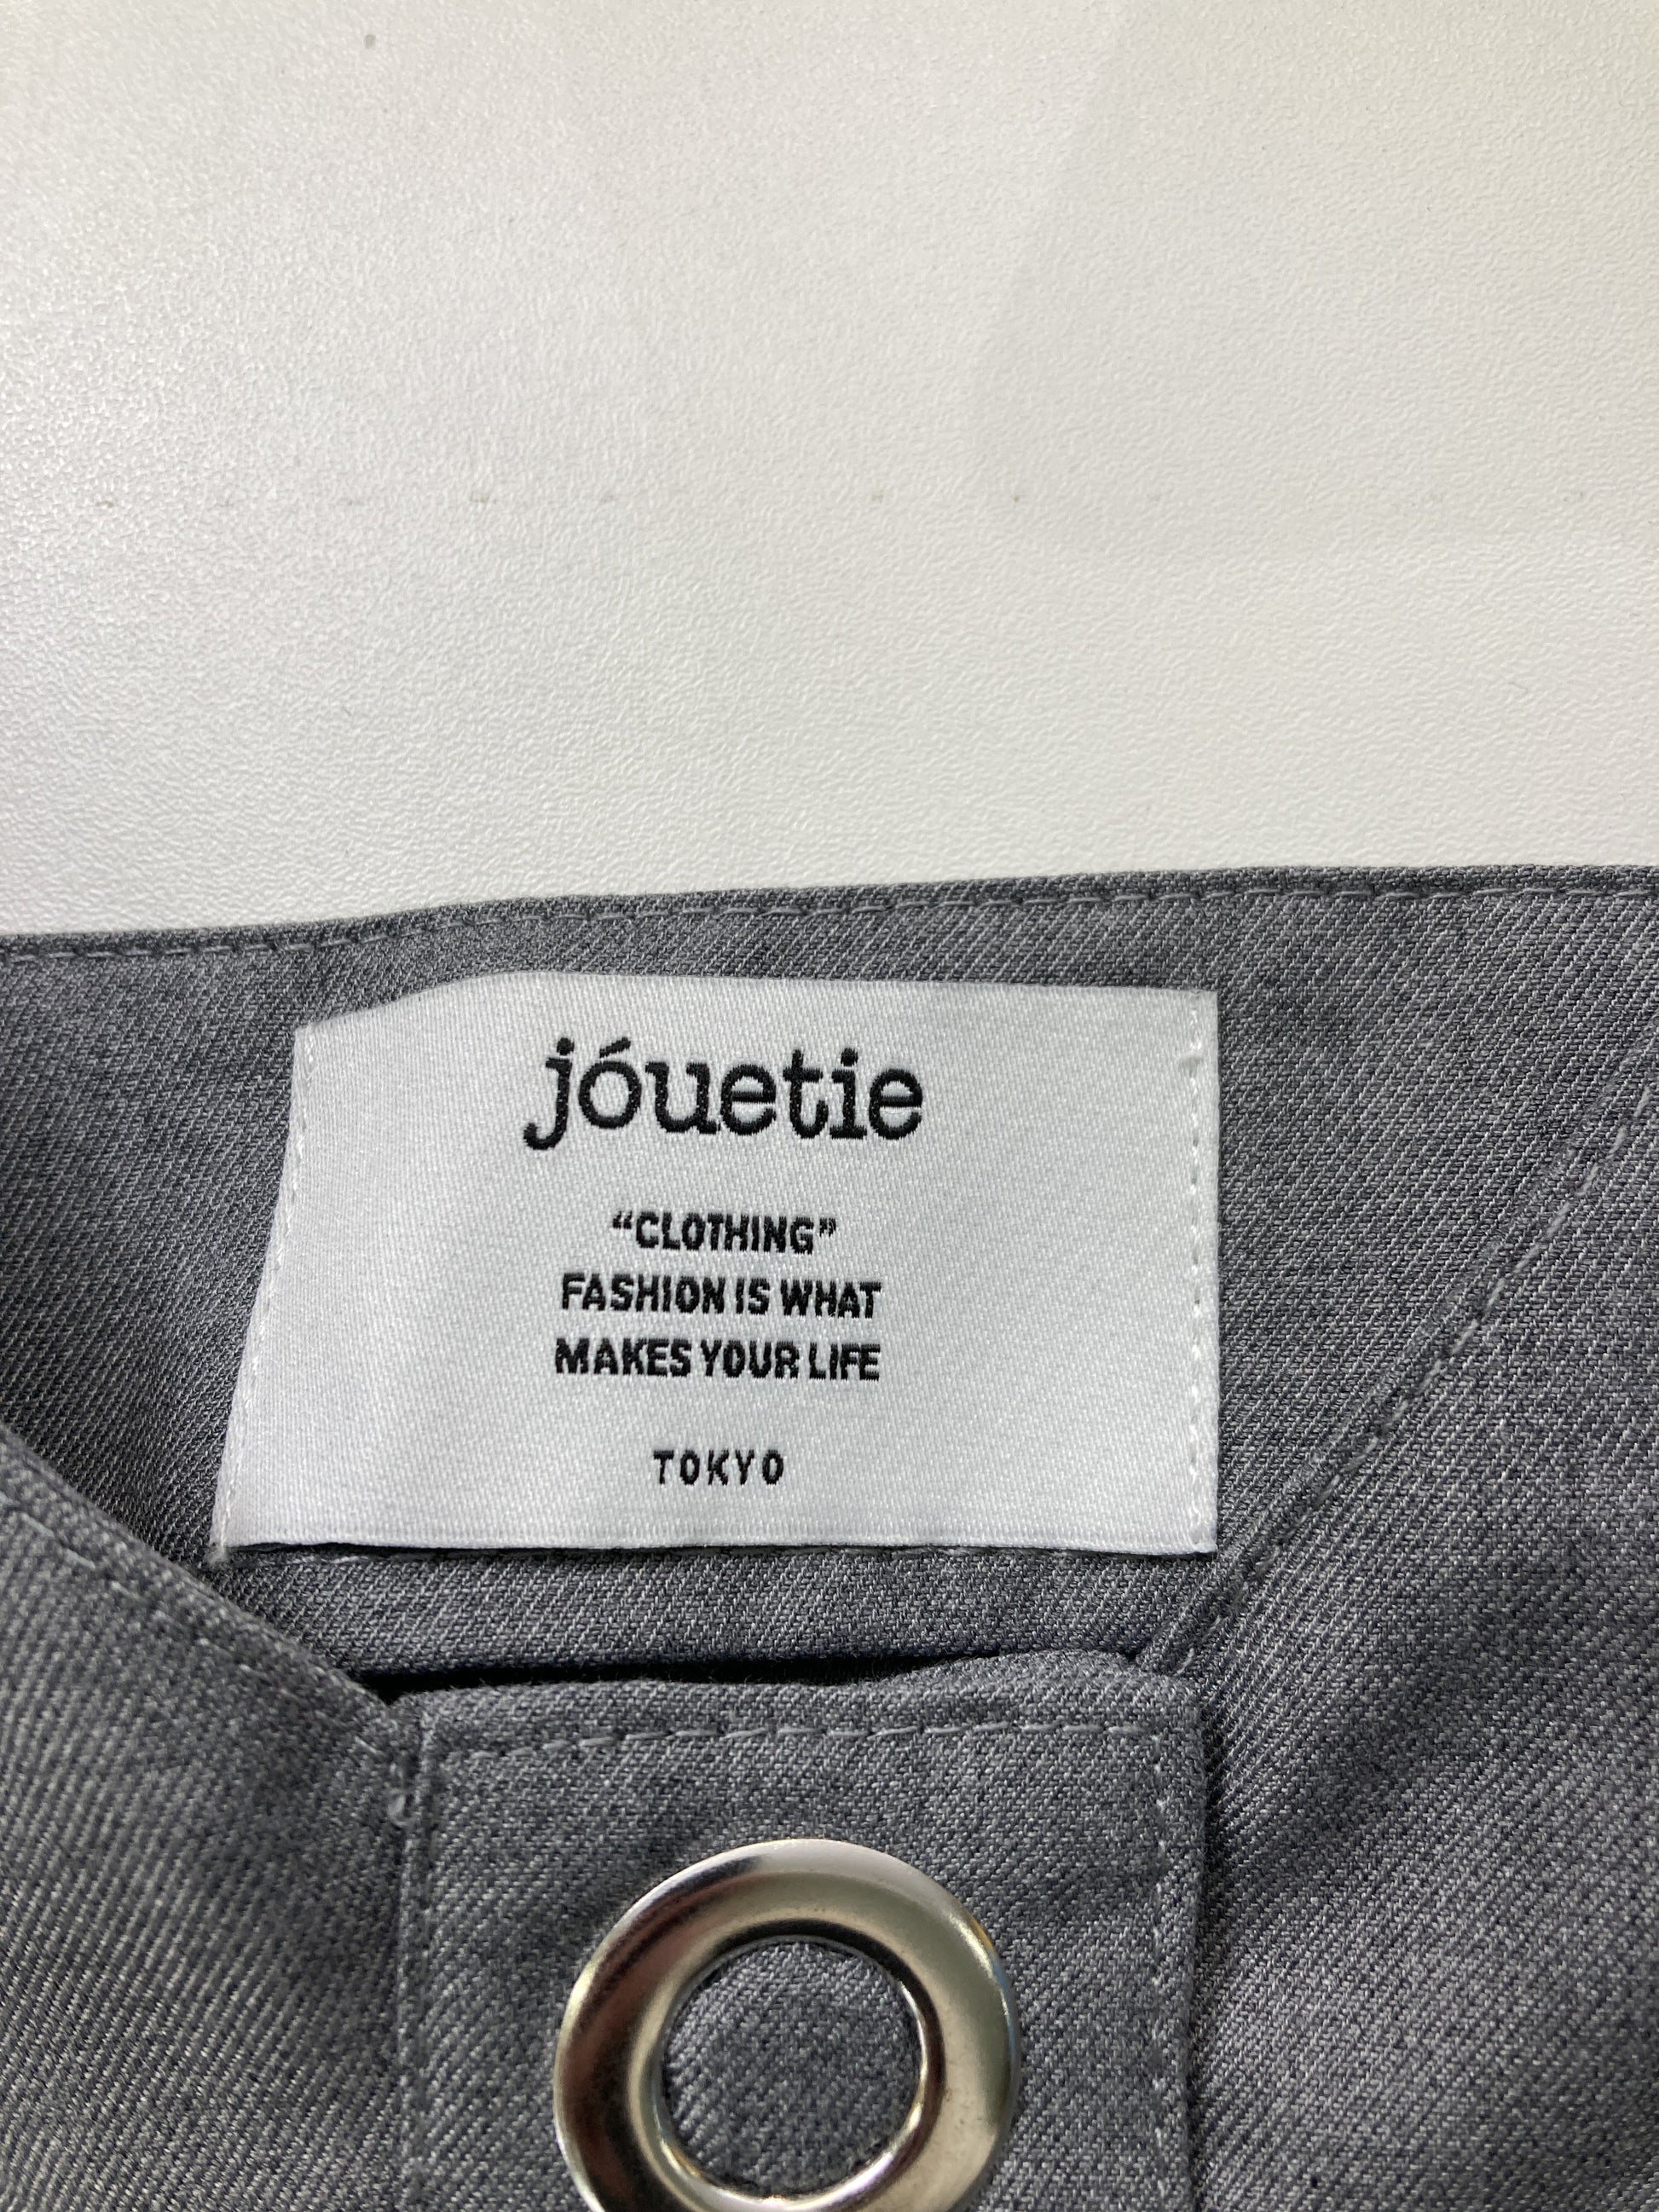 jóuetie
“CLOTHING”
FASHION IS WHAT
MAKES YOUR LIFE
TOKYO